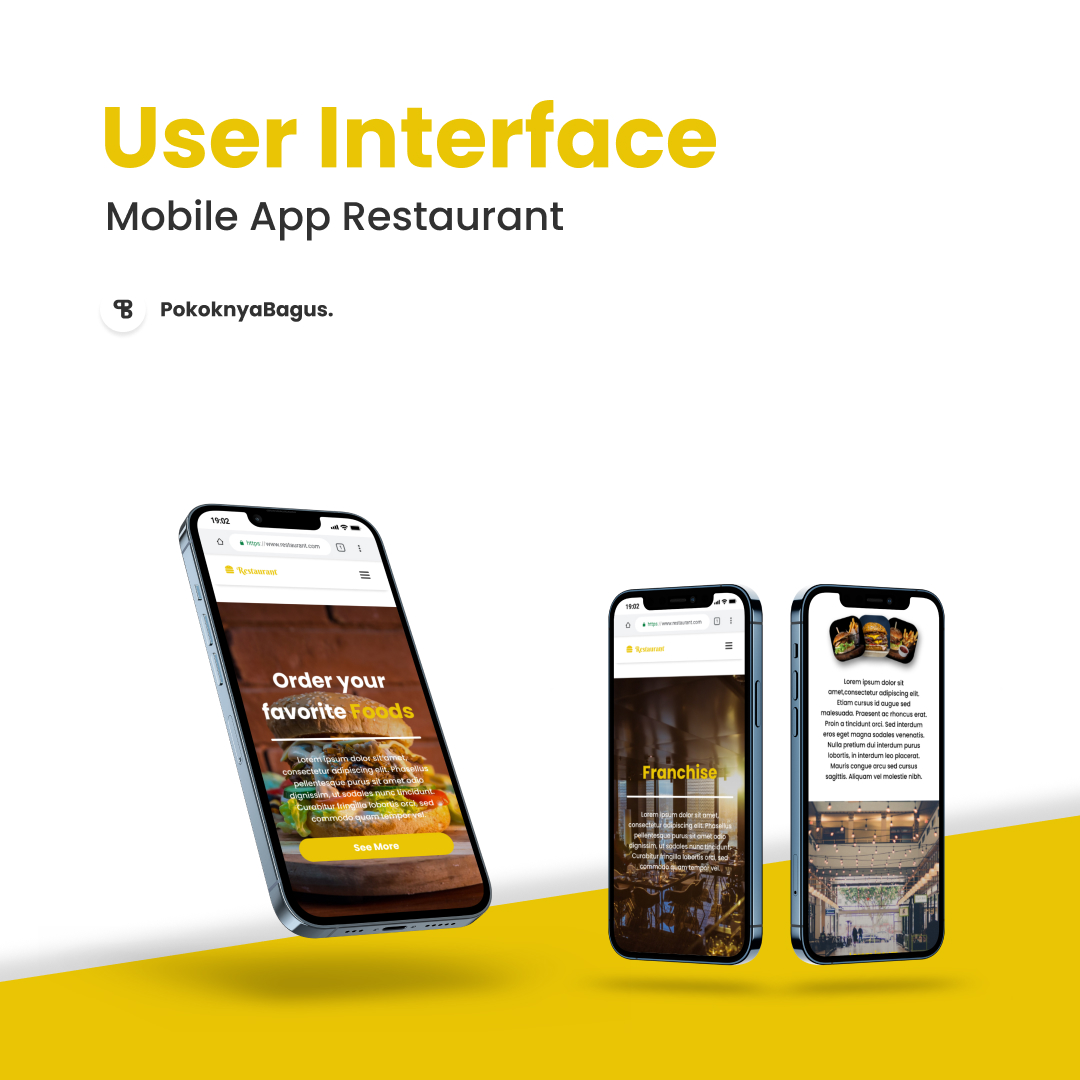 User Interface
Mobile App Restaurant
PokoknyaBagus.
19:02
https://www.restaurant.com
1
Restaurant
Order your
favorite Foods
Lorem ipsum dolor sit amet,
consectetur adipiscing elit. Phasellus
pellentesque purus sit amet odio
dignissim, ut sodales nunc tincidunt.
Curabitur fringilla lobortis orci, sed
commodo quam tempor vel.
See More
19:02
https://www.restaurant.com
1
Restaurant
Franchise
Lorem ipsum dolor sit amet,
consectetur adipiscing elit. Phasellus
pellentesque purus sit amet odio
dignissim, ut sodales nunc tincidunt.
Curabitur fringilla lobortis orci, sed
commodo quam tempor vel.
Lorem ipsum dolor sit
amet,consectetur adipiscing elit.
Etiam cursus id augue sed
malesuada. Praesent ac rhoncus erat.
Proin a tincidunt orci. Sed interdum
eros eget magna sodales venenatis.
Nulla pretium dui interdum purus
lobortis, in interdum leo placerat.
Mauris congue arcu sed cursus
sagittis. Aliquam vel molestie nibh.